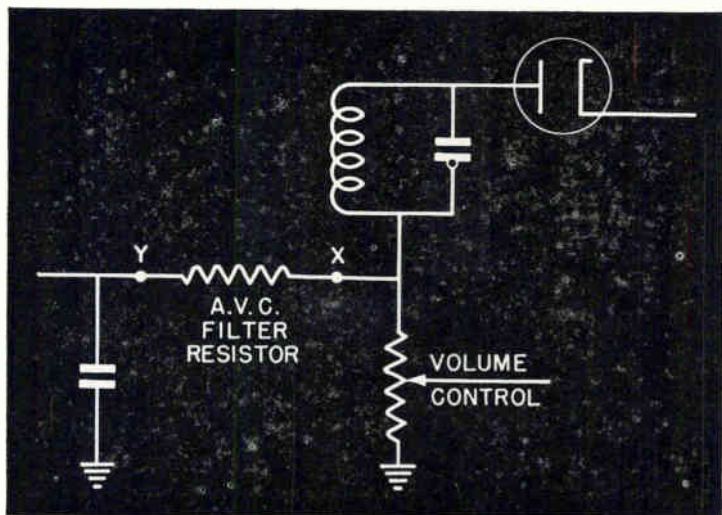 Y
X
A.V.C.
FILTER
RESISTOR
VOLUME
CONTROL